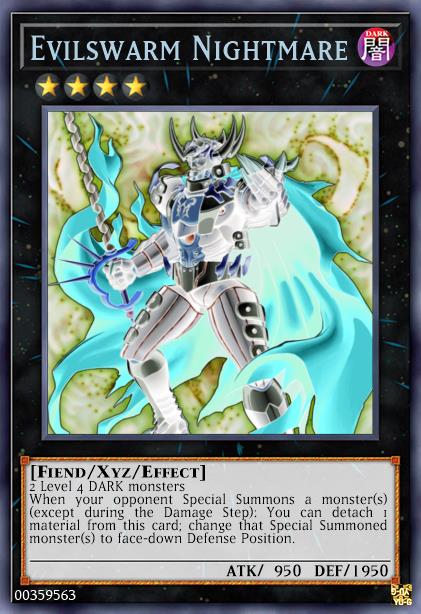 Evilswarm Nightmare
DARK
闇
[Fiend/Xyz/Effect]
2 Level 4 DARK monsters
When your opponent Special Summons a monster(s)
(except during the Damage Step): You can detach 1
material from this card; change that Special Summoned
monster(s) to face-down Defense Position.
ATK/ 950 DEF/1950
00359563